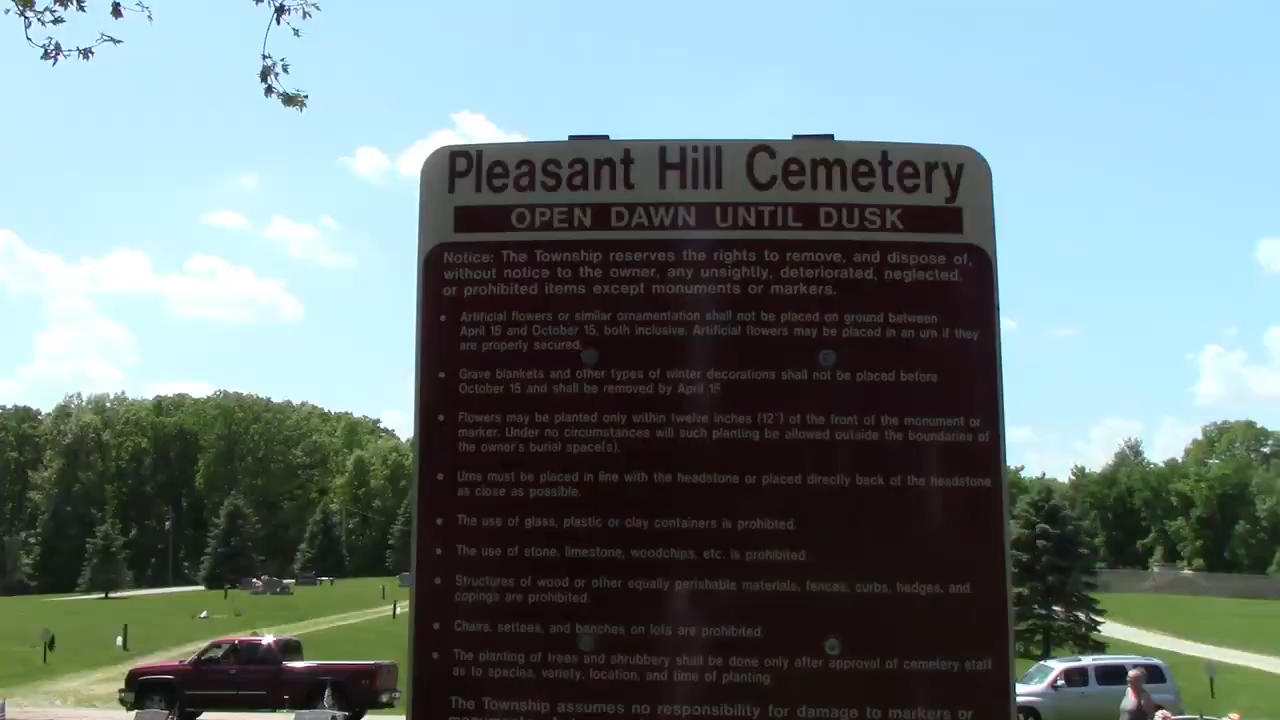 Pleasant Hill Cemetery
OPEN DAWN UNTIL DUSK
Notice: The Township reserves the rights to remove, and dispose of,
without notice to the owner, any unsightly, deteriorated, neglected,
or prohibited items except monuments or markers.
• Artificial flowers or similar ornamentation shall not be placed on ground between
April 15 and October 15, both inclusive. Artificial flowers may be placed in an urn if they
are properly secured.
• Grave blankets and other types of winter decorations shall not be placed before
October 15 and shall be removed by April 15
• Flowers may be planted only within twelve inches (12") of the front of the monument or
marker. Under no circumstances will such planting be allowed outside the boundaries of
the owner's burial space(s).
• Urns must be placed in line with the headstone or placed directly back of the headstone
as close as possible.
• The use of glass, plastic or clay containers is prohibited.
• The use of stone, limestone, woodchips, etc. is prohibited.
• Structures of wood or other equally perishable materials, fences, curbs, hedges, and
copings are prohibited.
• Chairs, settees, and benches on lots are prohibited.
• The planting of trees and shrubbery shall be done only after approval of cemetery staff
as to species, variety, location, and time of planting.
The Township assumes no responsibility for damage to markers or